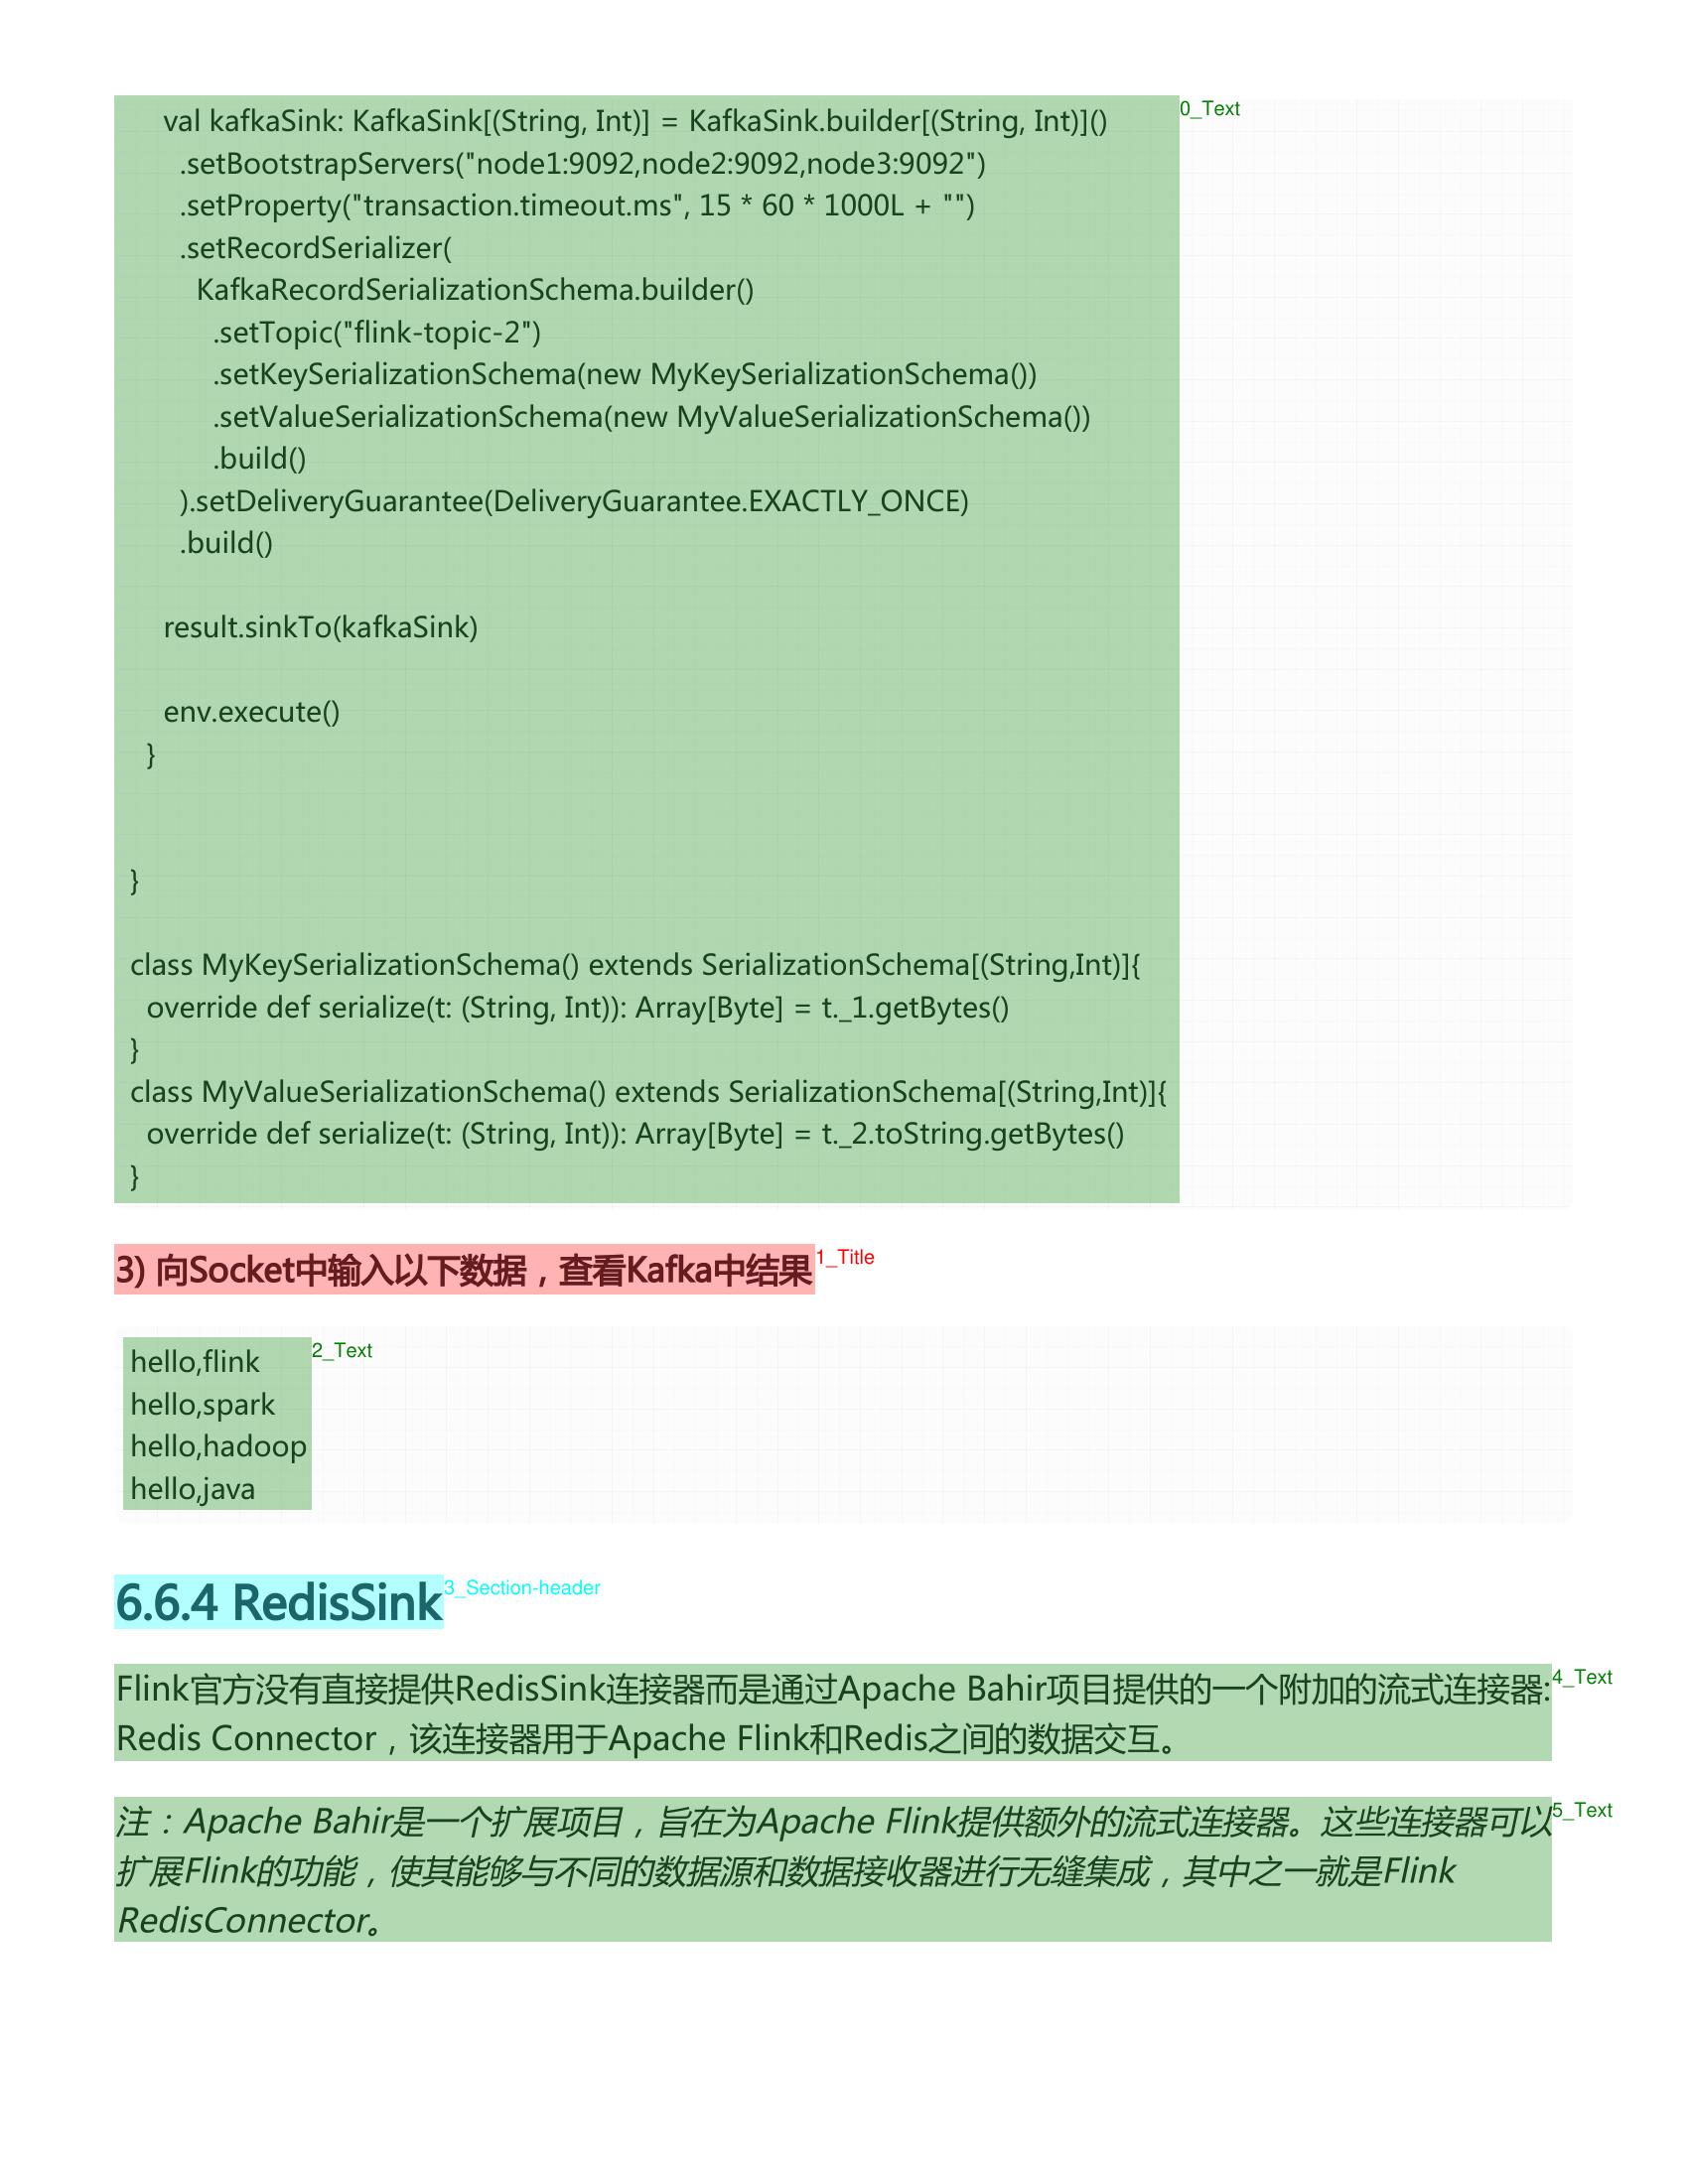 val kafkaSink: KafkaSink[(String, Int)] = KafkaSink.builder[(String, Int)]()
.setBootstrapServers("node1:9092,node2:9092,node3:9092")
.setProperty("transaction.timeout.ms", 15 * 60 * 1000L + "")
.setRecordSerializer(
KafkaRecordSerializationSchema.builder()
.setTopic("flink-topic-2")
.setKeySerializationSchema(new MyKeySerializationSchema())
.setValueSerializationSchema(new MyValueSerializationSchema())
.build()
).setDeliveryGuarantee(DeliveryGuarantee.EXACTLY_ONCE)
.build()
result.sinkTo(kafkaSink)
env.execute()
}
}
class MyKeySerializationSchema() extends SerializationSchema[(String,Int)]{
override def serialize(t: (String, Int)): Array[Byte] = t._1.getBytes()
}
class MyValueSerializationSchema() extends SerializationSchema[(String,Int)]{
override def serialize(t: (String, Int)): Array[Byte] = t._2.toString.getBytes()
}
0_Text
3) 向Socket中输入以下数据，查看Kafka中结果
1_Title
hello,flink
hello,spark
hello,hadoop
hello,java
2_Text
6.6.4 RedisSink
3_Section-header
Flink官方没有直接提供RedisSink连接器而是通过Apache Bahir项目提供的一个附加的流式连接器:
Redis Connector，该连接器用于Apache Flink和Redis之间的数据交互。
4_Text
注：Apache Bahir是一个扩展项目，旨在为Apache Flink提供额外的流式连接器。这些连接器可以
扩展Flink的功能，使其能够与不同的数据源和数据接收器进行无缝集成，其中之一就是Flink
RedisConnector。
5_Text